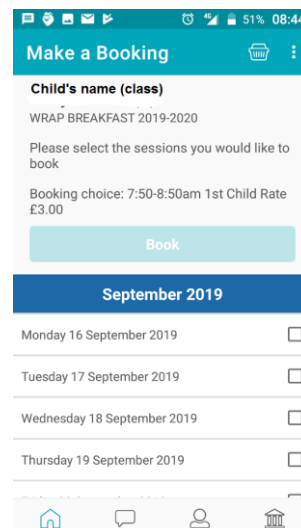 4G 51% 08:44
Make a Booking
Child's name (class)
WRAP BREAKFAST 2019-2020
Please select the sessions you would like to
book
Booking choice: 7:50-8:50am 1st Child Rate
£3.00
Book
September 2019
Monday 16 September 2019
Tuesday 17 September 2019
Wednesday 18 September 2019
Thursday 19 September 2019